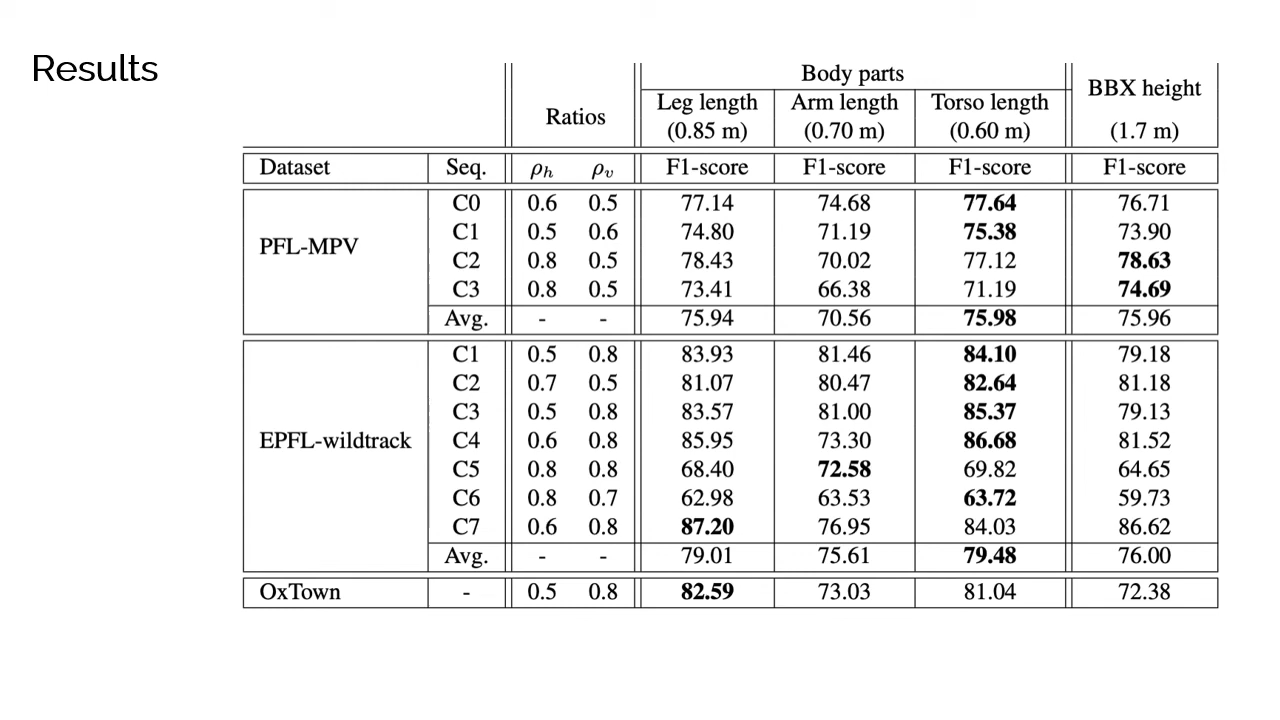 Results
Body parts
BBX height
Ratios
Leg length Arm length Torso length
(0.85 m) (0.70 m) (0.60 m) (1.7 m)
Dataset Seq. ρh ρv F1-score F1-score F1-score F1-score
C0 0.6 0.5 77.14 74.68 77.64 76.71
PFL-MPV C1 0.5 0.6 74.80 71.19 75.38 73.90
C2 0.8 0.5 78.43 70.02 77.12 78.63
C3 0.8 0.5 73.41 66.38 71.19 74.69
Avg. - - 75.94 70.56 75.98 75.96
C1 0.5 0.8 83.93 81.46 84.10 79.18
C2 0.7 0.5 81.07 80.47 82.64 81.18
C3 0.5 0.8 83.57 81.00 85.37 79.13
EPFL-wildtrack C4 0.6 0.8 85.95 73.30 86.68 81.52
C5 0.8 0.8 68.40 72.58 69.82 64.65
C6 0.8 0.7 62.98 63.53 63.72 59.73
C7 0.6 0.8 87.20 76.95 84.03 86.62
Avg. - - 79.01 75.61 79.48 76.00
OxTown - 0.5 0.8 82.59 73.03 81.04 72.38